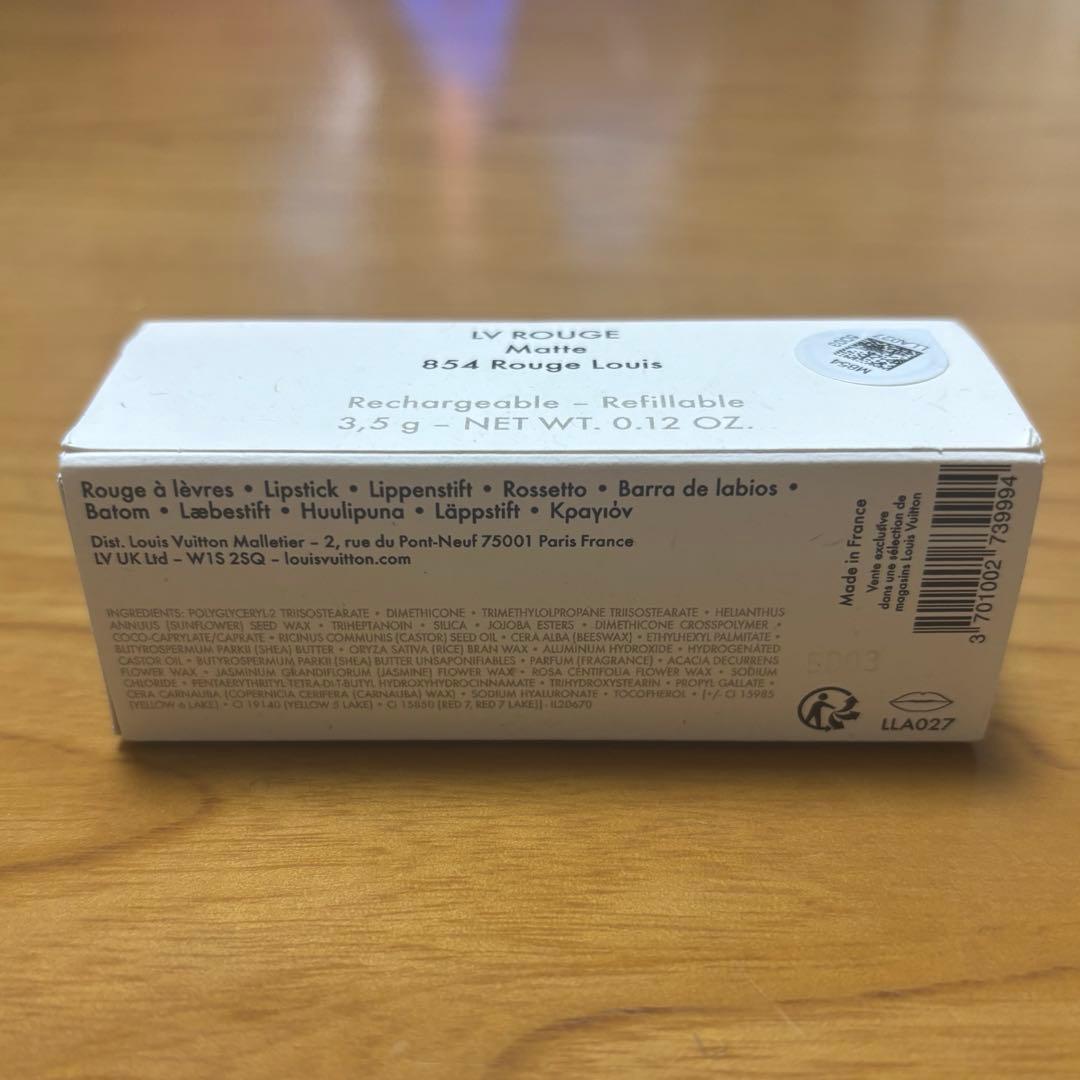 LV ROUGE
Matte
854 Rouge Louis
Rechargeable – Refillable
3,5 g – NET WT. 0.12 OZ.
LLA027
M854
Rouge à lèvres • Lipstick • Lippenstift • Rossetto • Barra de labios •
Batom • Læbestift • Huulipuna • Läppstift • Κραγιόν
Dist. Louis Vuitton Malletier – 2, rue du Pont-Neuf 75001 Paris France
LV UK Ltd – W1S 2SQ – louisvuitton.com
INGREDIENTS: POLYGLYCERYL-2 TRIISOSTEARATE • DIMETHICONE • TRIMETHYLOLPROPANE TRIISOSTEARATE • HELIANTHUS
ANNUUS (SUNFLOWER) SEED WAX • TRIHEPTANOIN • SILICA • JOJOBA ESTERS • DIMETHICONE CROSSPOLYMER •
COCO-CAPRYLATE/CAPRATE • RICINUS COMMUNIS (CASTOR) SEED OIL • CERA ALBA (BEESWAX) • ETHYLHEXYL PALMITATE •
BUTYROSPERMUM PARKII (SHEA) BUTTER • ORYZA SATIVA (RICE) BRAN WAX • ALUMINUM HYDROXIDE • HYDROGENATED
CASTOR OIL • BUTYROSPERMUM PARKII (SHEA) BUTTER UNSAPONIFIABLES • PARFUM (FRAGRANCE) • ACACIA DECURRENS
FLOWER WAX • JASMINUM GRANDIFLORUM (JASMINE) FLOWER WAX • ROSA CENTIFOLIA FLOWER WAX • SODIUM
CHLORIDE • PENTAERYTHRITYL TETRA-DI-T-BUTYL HYDROXYHYDROCINNAMATE • TRIHYDROXYSTEARIN • PROPYL GALLATE •
CERA CARNAUBA (COPERNICIA CERIFERA (CARNAUBA) WAX) • SODIUM HYALURONATE • TOCOPHEROL • [+/- CI 15985
(YELLOW 6 LAKE) • CI 19140 (YELLOW 5 LAKE) • CI 15850 (RED 7, RED 7 LAKE)] - IL20670
Made in France
Vente exclusive
dans une sélection de
magasins Louis Vuitton
3 701002 739994
LLA027